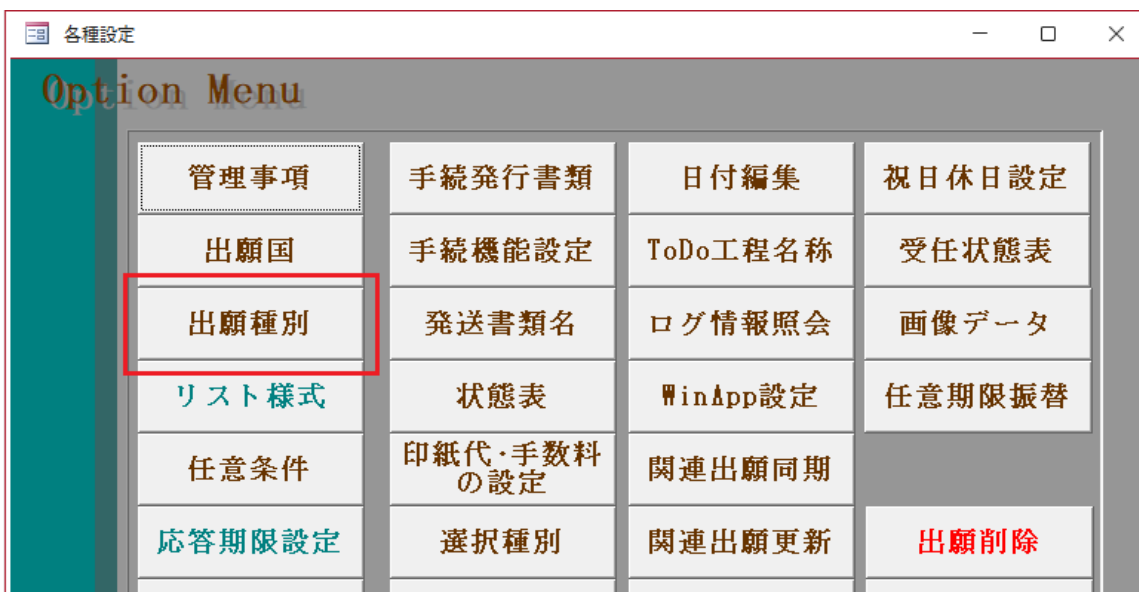 各種設定
Option Menu
管理事項
手続発行書類
日付編集
祝日休日設定
出願国
手続機能設定
ToDo工程名称
受任状態表
出願種別
発送書類名
ログ情報照会
画像データ
リスト様式
状態表
WinApp設定
任意期限振替
任意条件
印紙代・手数料
の設定
関連出願同期
応答期限設定
選択種別
関連出願更新
出願削除